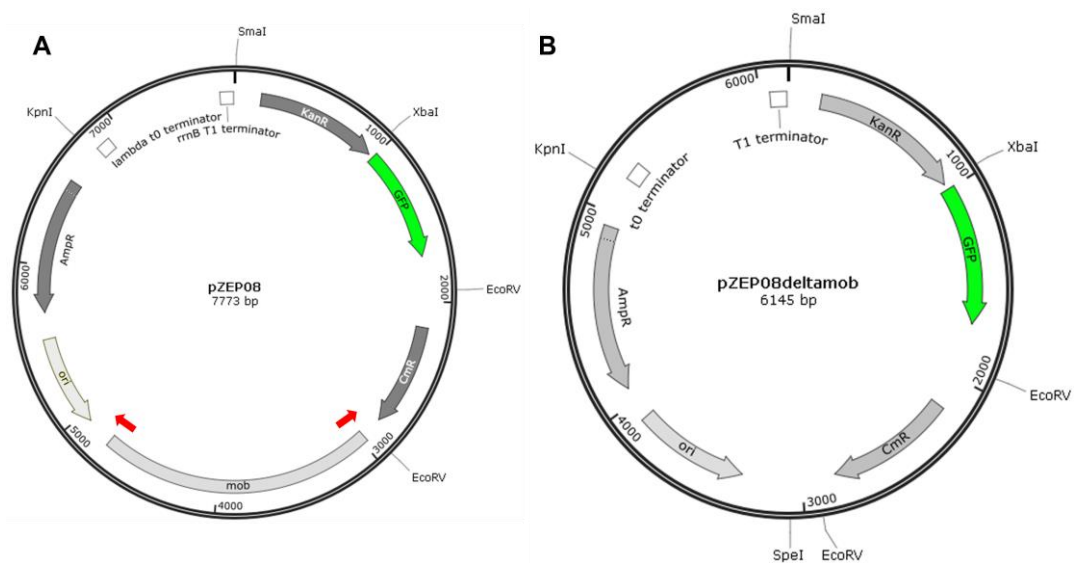 A
SmaI
KpnI
7000
lambda t0 terminator
rrnB T1 terminator
KanR
1000
XbaI
GFP
AmpR
6000
pZEP08
7773 bp
2000
EcoRV
CmR
ori
5000
3000
EcoRV
mob
4000
B
SmaI
6000
T1 terminator
KanR
KpnI
t0 terminator
1000
XbaI
5000
GFP
pZEP08deltamob
6145 bp
AmpR
2000
EcoRV
4000
ori
CmR
3000
SpeI
EcoRV